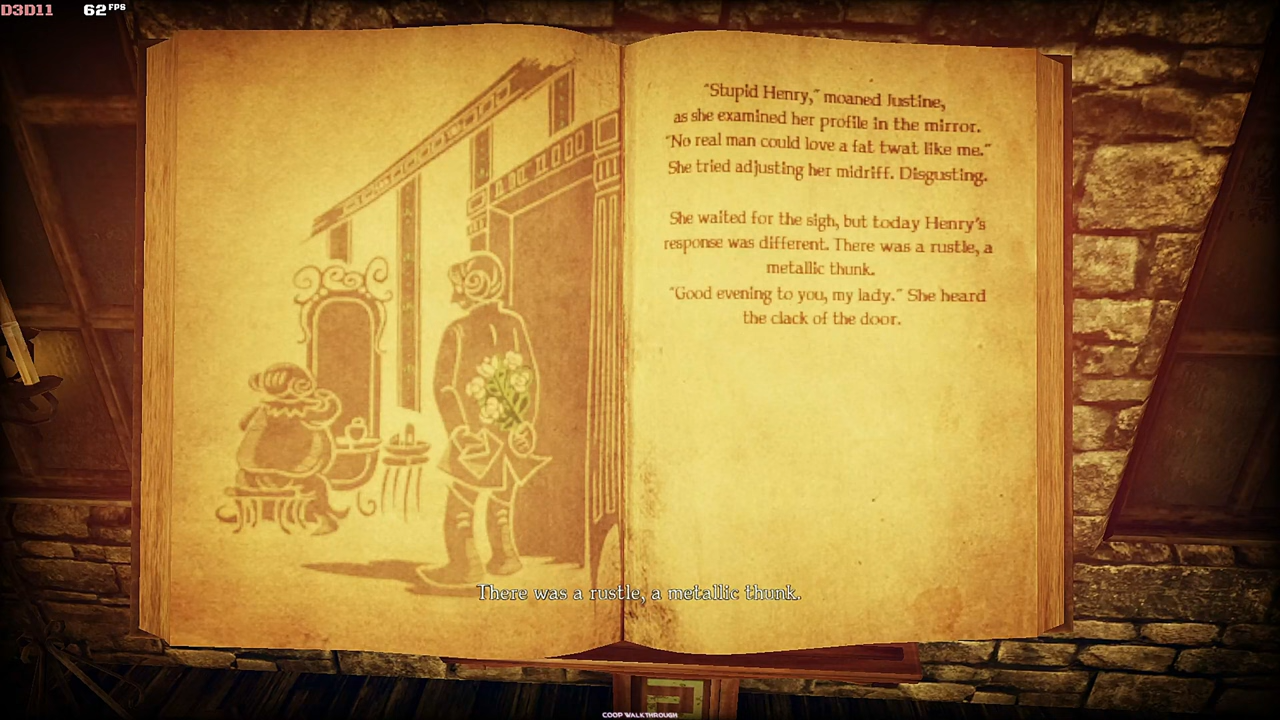 D3D11 62 FPS
"Stupid Henry," moaned Justine,
as she examined her profile in the mirror.
"No real man could love a fat twat like me."
She tried adjusting her midriff. Disgusting.
She waited for the sigh, but today Henry's
response was different. There was a rustle, a
metallic thunk.
"Good evening to you, my lady." She heard
the clack of the door.
There was a rustle, a metallic thunk.
COOP WALKTHROUGH